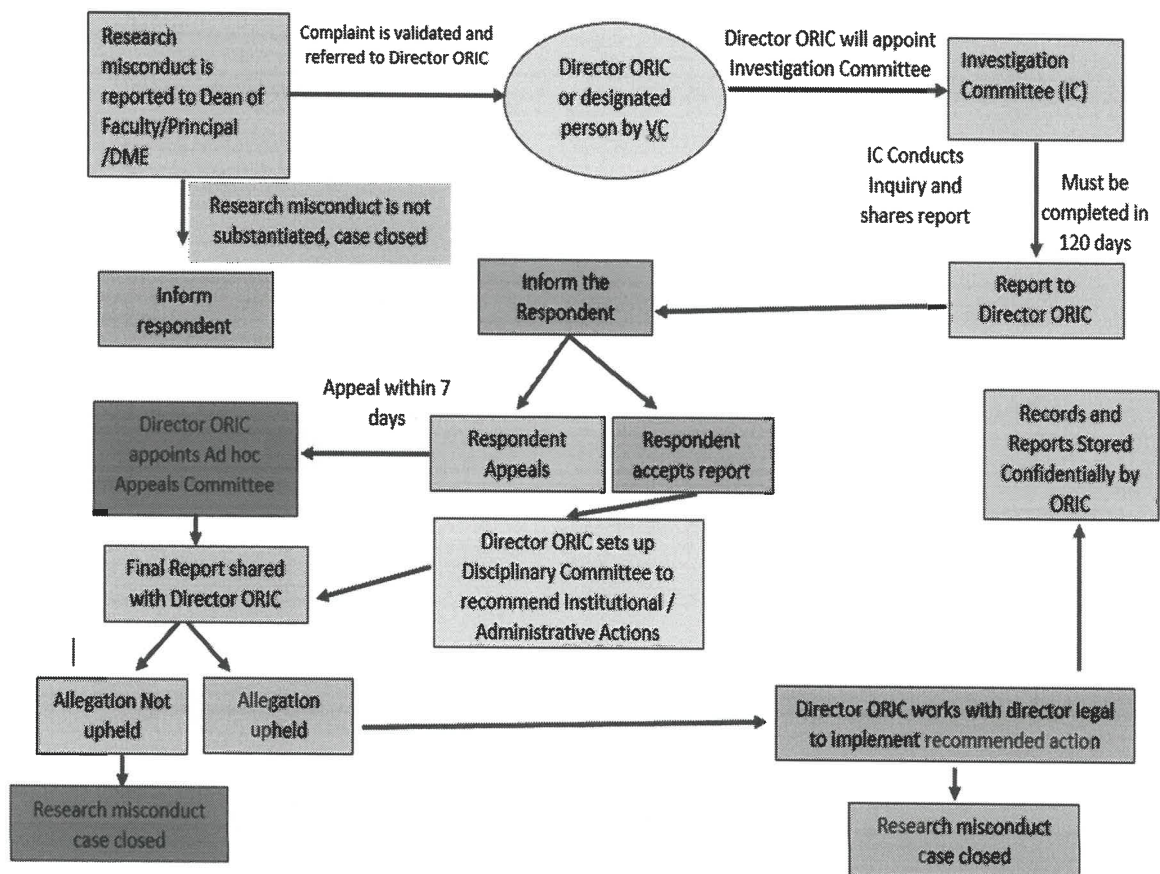 Research
misconduct is
reported to Dean of
Faculty/Principal
/DME
Complaint is validated and
referred to Director ORIC
Director ORIC
or designated
person by VC
Director ORIC will appoint
Investigation Committee
Investigation
Committee (IC)
Research misconduct is not
substantiated, case closed
Inform
respondent
IC Conducts
Inquiry and
shares report
Must be
completed in
120 days
Report to
Director ORIC
Inform the
Respondent
Appeal within 7
days
Respondent
Appeals
Respondent
accepts report
Director ORIC
appoints Ad hoc
Appeals Committee
Director ORIC sets up
Disciplinary Committee to
recommend Institutional /
Administrative Actions
Final Report shared
with Director ORIC
Allegation Not
upheld
Allegation
upheld
Research misconduct
case closed
Director ORIC works with director legal
to implement recommended action
Records and
Reports Stored
Confidentially by
ORIC
Research misconduct
case closed